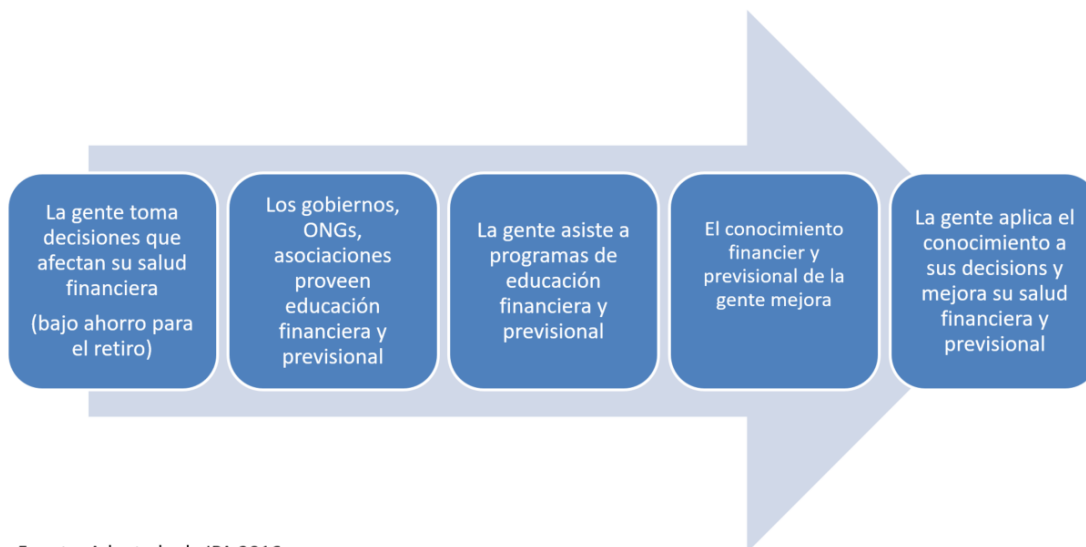 La gente toma
decisiones que
afectan su salud
financiera
(bajo ahorro para
el retiro)
Los gobiernos,
ONGs,
asociaciones
proveen
educación
financiera y
previsional
La gente asiste a
programas de
educación
financiera y
previsional
El conocimiento
financier y
previsional de la
gente mejora
La gente aplica el
conocimiento a
sus decisions y
mejora su salud
financiera y
previsional